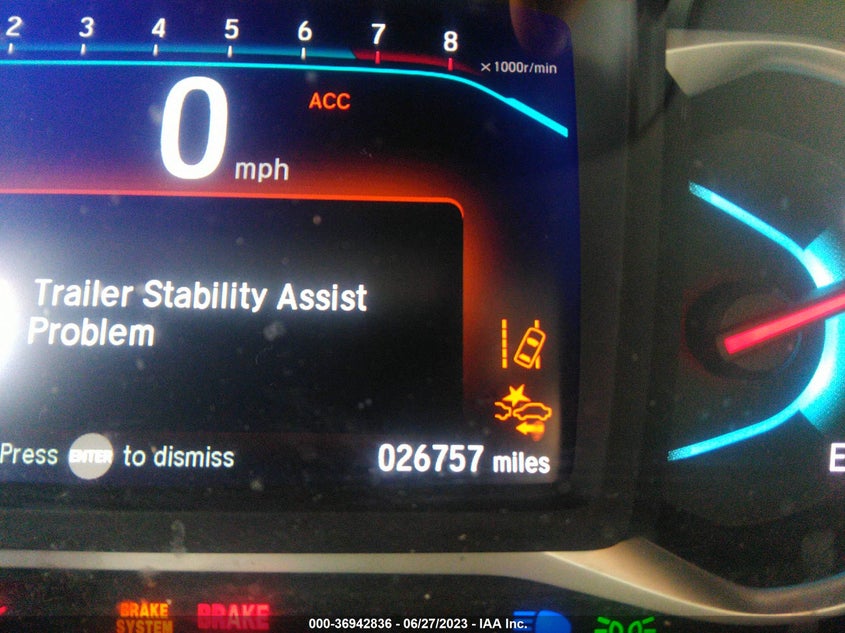 2 3 4 5 6 7 8
×1000r/min
ACC
0 mph
Trailer Stability Assist
Problem
Press ENTER to dismiss
026757 miles
E
BRAKE
SYSTEM
BRAKE
000-36942836 - 06/27/2023 - IAA Inc.